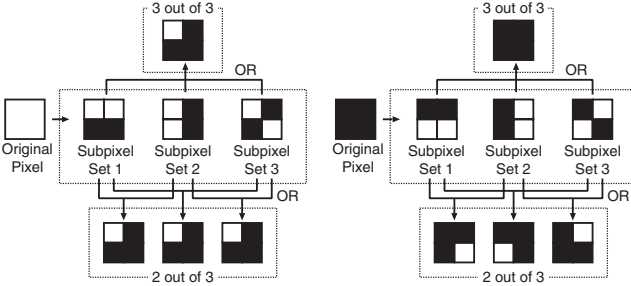 3 out of 3
OR
Original
Pixel
Subpixel
Set 1
Subpixel
Set 2
Subpixel
Set 3
OR
2 out of 3
3 out of 3
OR
Original
Pixel
Subpixel
Set 1
Subpixel
Set 2
Subpixel
Set 3
OR
2 out of 3